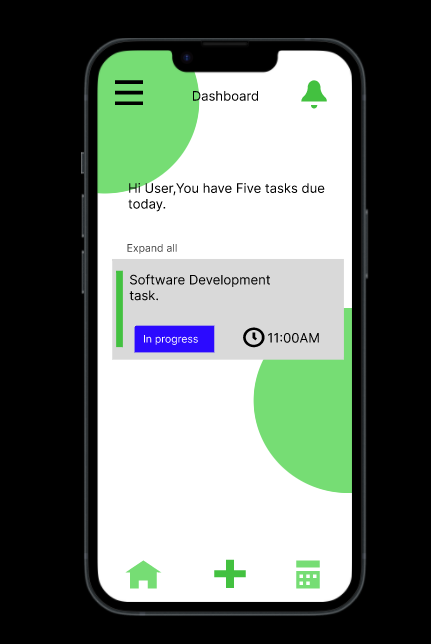 Dashboard
Hi User,You have Five tasks due
today.
Expand all
Software Development
task.
In progress
11:00AM